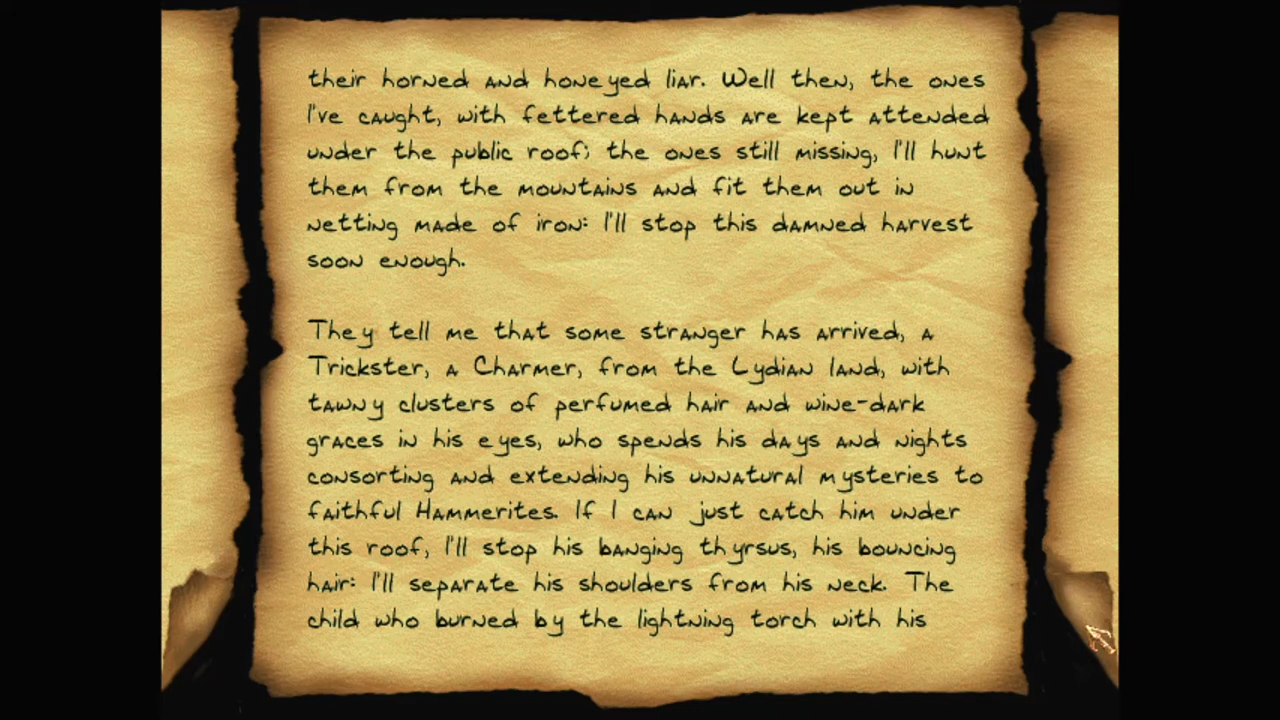 their horned and honeyed liar. Well then, the ones
I've caught, with fettered hands are kept attended
under the public roof; the ones still missing, I'll hunt
them from the mountains and fit them out in
netting made of iron: I'll stop this damned harvest
soon enough.
They tell me that some stranger has arrived, a
Trickster, a Charmer, from the Lydian land, with
tawny clusters of perfumed hair and wine-dark
graces in his eyes, who spends his days and nights
consorting and extending his unnatural mysteries to
faithful Hammerites. If I can just catch him under
this roof, I'll stop his banging thyrsus, his bouncing
hair: I'll separate his shoulders from his neck. The
child who burned by the lightning torch with his